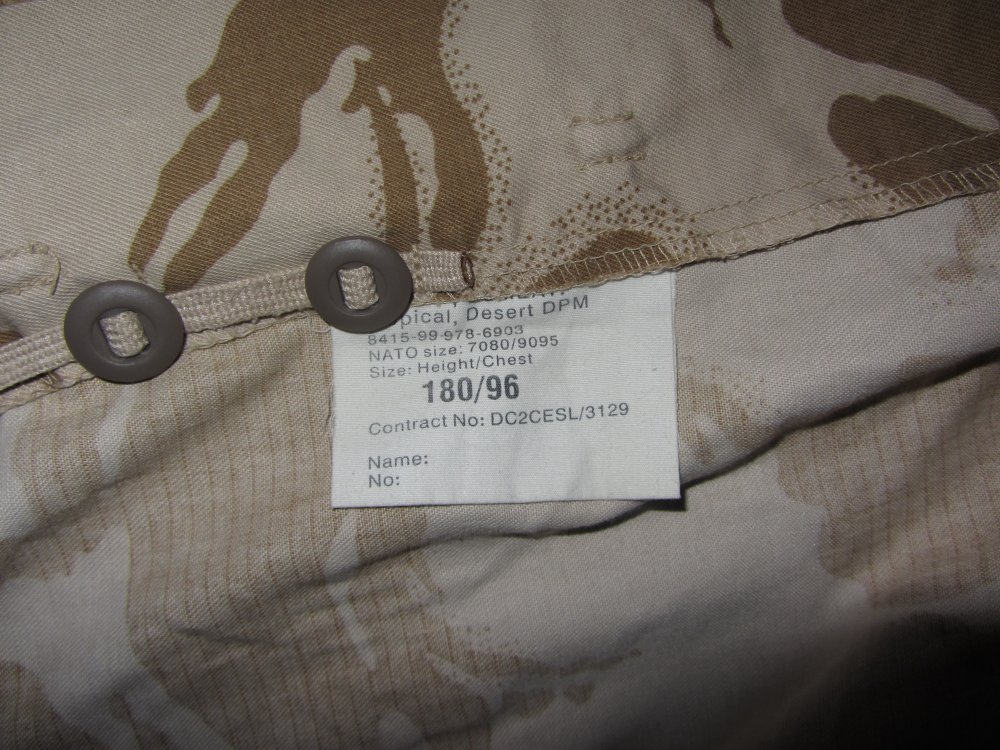 Tropical, Desert DPM
8415-99-978-6903
NATO size: 7080/9095
Size: Height/Chest
180/96
Contract No: DC2CESL/3129
Name:
No: